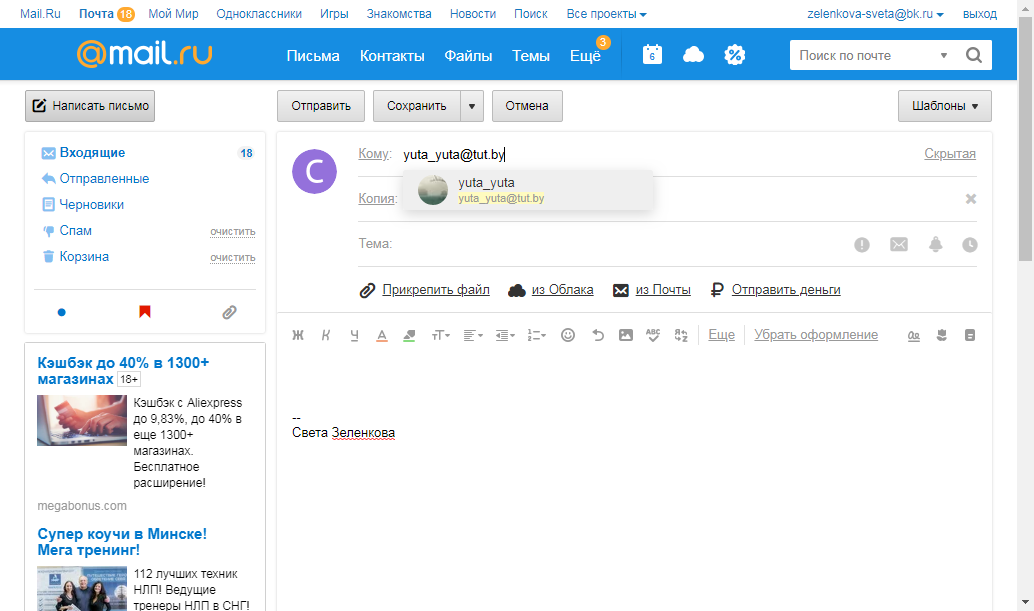 Mail.Ru Почта 18 Мой Мир Одноклассники Игры Знакомства Новости Поиск Все проекты zelenkova-sveta@bk.ru выход
@mail.ru Письма Контакты Файлы Темы Ещё 3 6 % Поиск по почте
Написать письмо Отправить Сохранить Отмена Шаблоны
Входящие 18
Отправленные
Черновики
Спам очистить
Корзина очистить
С
Кому: yuta_yuta@tut.by Скрытая
yuta_yuta
yuta_yuta@tut.by
Копия:
Тема:
Прикрепить файл из Облака из Почты Отправить деньги
Ж К Ч А тТ ABC Еще Убрать оформление
--
Света Зеленкова
Кэшбэк до 40% в 1300+
магазинах 18+
Кэшбэк с Aliexpress
до 9,83%, до 40% в
еще 1300+
магазинах.
Бесплатное
расширение!
megabonus.com
Супер коучи в Минске!
Мега тренинг!
112 лучших техник
НЛП! Ведущие
тренеры НЛП в СНГ!